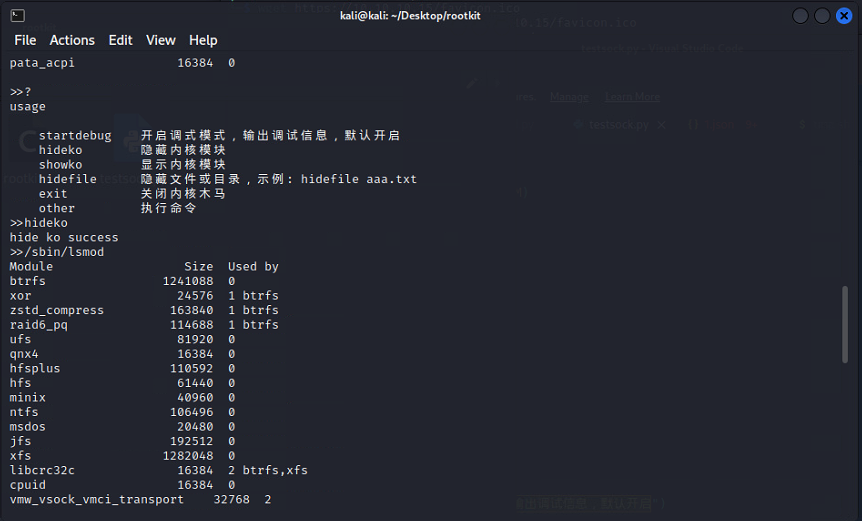 kali@kali: ~/Desktop/rootkit
File Actions Edit View Help
pata_acpi 16384 0
>>?
usage
startdebug 开启调式模式，输出调试信息，默认开启
hideko 隐藏内核模块
showko 显示内核模块
hidefile 隐藏文件或目录，示例: hidefile aaa.txt
exit 关闭内核木马
other 执行命令
>>hideko
hide ko success
>>/sbin/lsmod
Module Size Used by
btrfs 1241088 0
xor 24576 1 btrfs
zstd_compress 163840 1 btrfs
raid6_pq 114688 1 btrfs
ufs 81920 0
qnx4 16384 0
hfsplus 110592 0
hfs 61440 0
minix 40960 0
ntfs 106496 0
msdos 20480 0
jfs 192512 0
xfs 1282048 0
libcrc32c 16384 2 btrfs,xfs
cpuid 16384 0
vmw_vsock_vmci_transport 32768 2